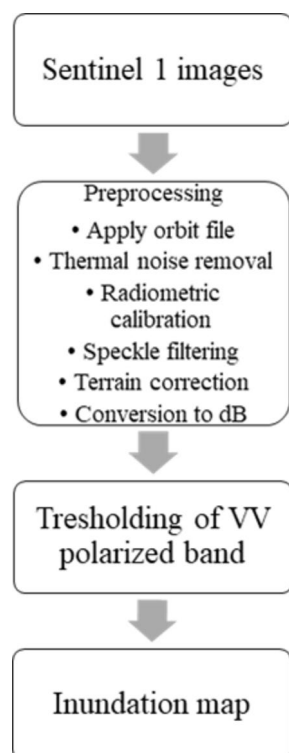 Sentinel 1 images
Preprocessing
• Apply orbit file
• Thermal noise removal
• Radiometric
calibration
• Speckle filtering
• Terrain correction
• Conversion to dB
Tresholding of VV
polarized band
Inundation map